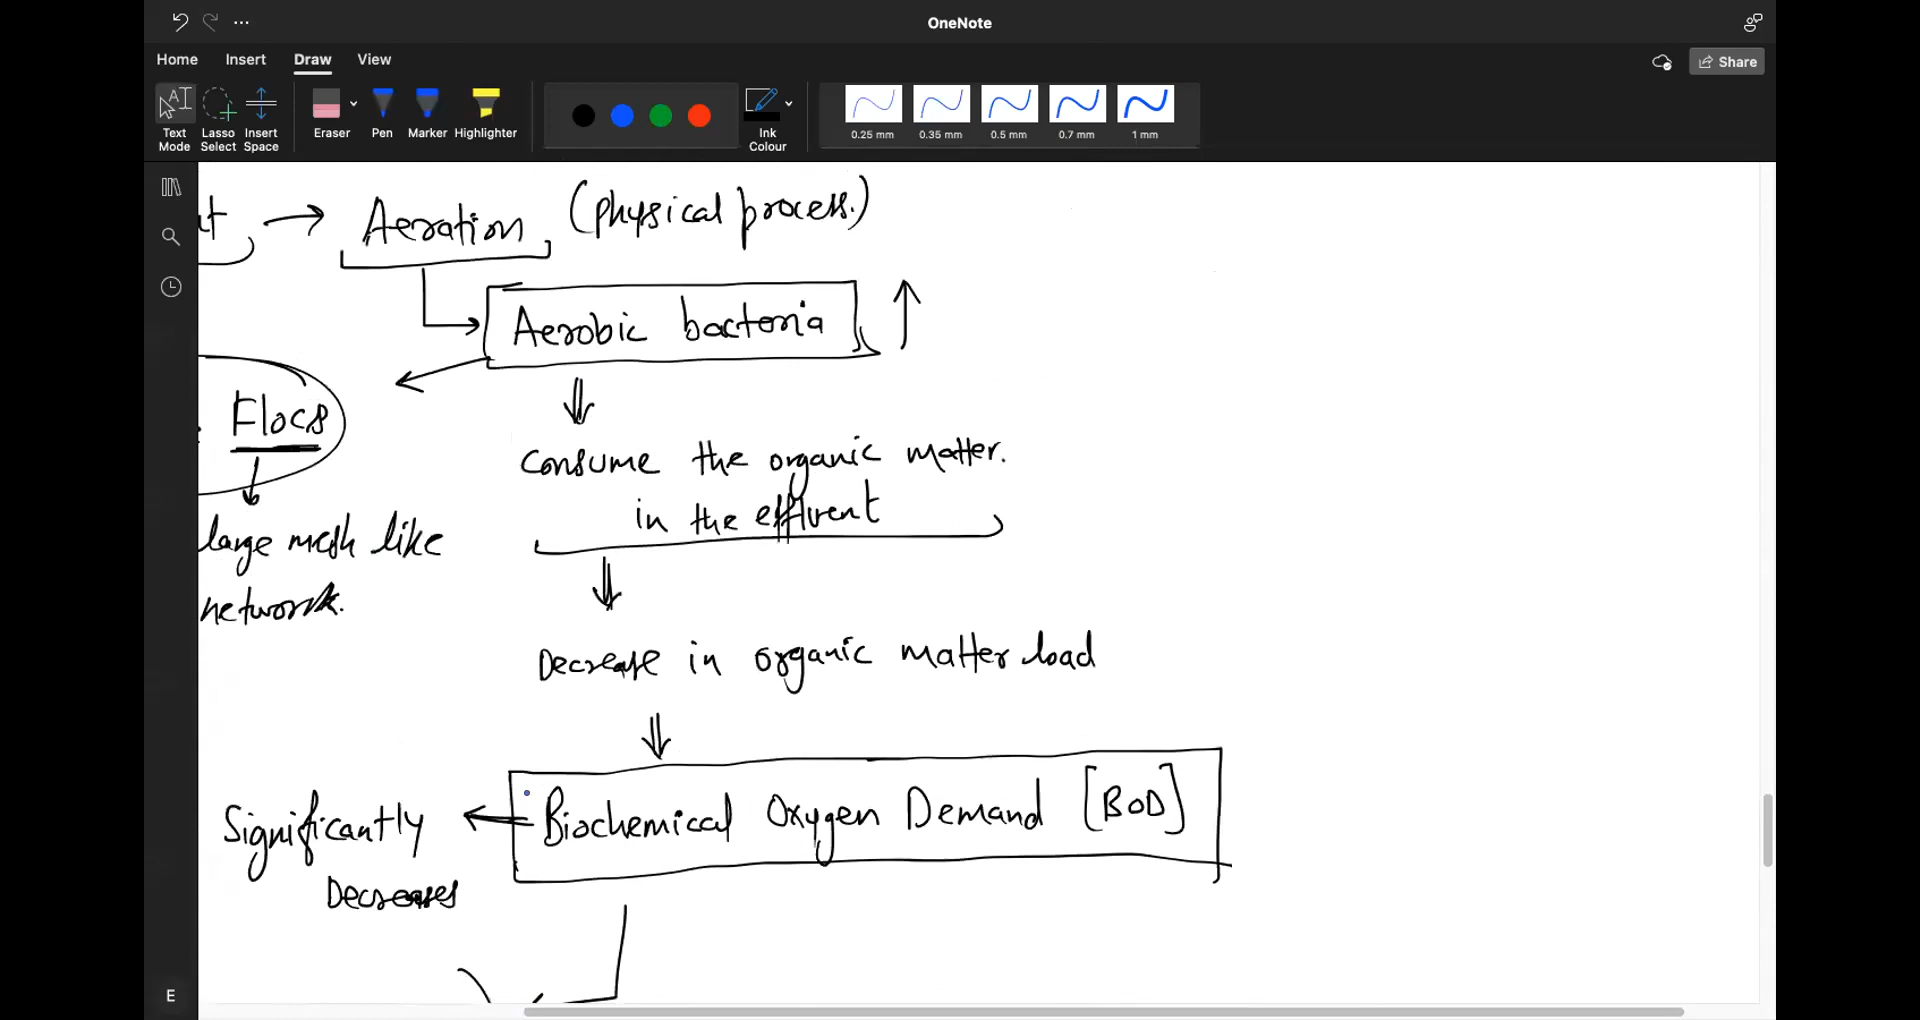 OneNote
Home Insert Draw View
Share
Text Mode
Lasso Select
Insert Space
Eraser
Pen
Marker
Highlighter
Ink Colour
0.25 mm
0.35 mm
0.5 mm
0.7 mm
1 mm
→ Aeration (physical process.)
Aerobic bacteria ↑
Flocs
large mesh like
network.
Consume the organic matter.
in the effluent
Decrease in organic matter load
Biochemical Oxygen Demand [BOD]
Significantly
Decreases
E